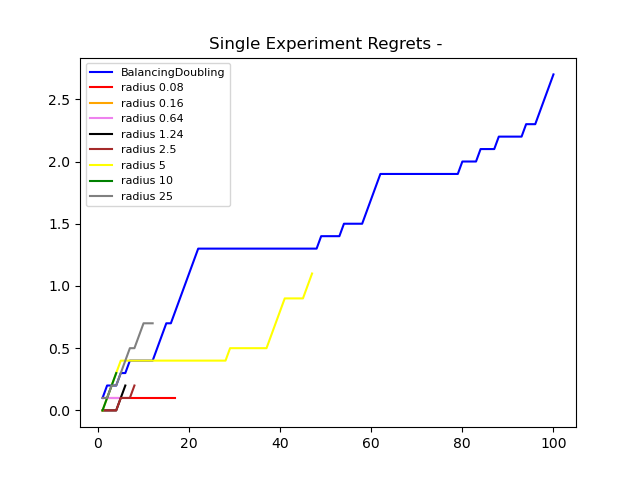 Single Experiment Regrets -
BalancingDoubling
radius 0.08
radius 0.16
radius 0.64
radius 1.24
radius 2.5
radius 5
radius 10
radius 25
2.5
2.0
1.5
1.0
0.5
0.0
0 20 40 60 80 100